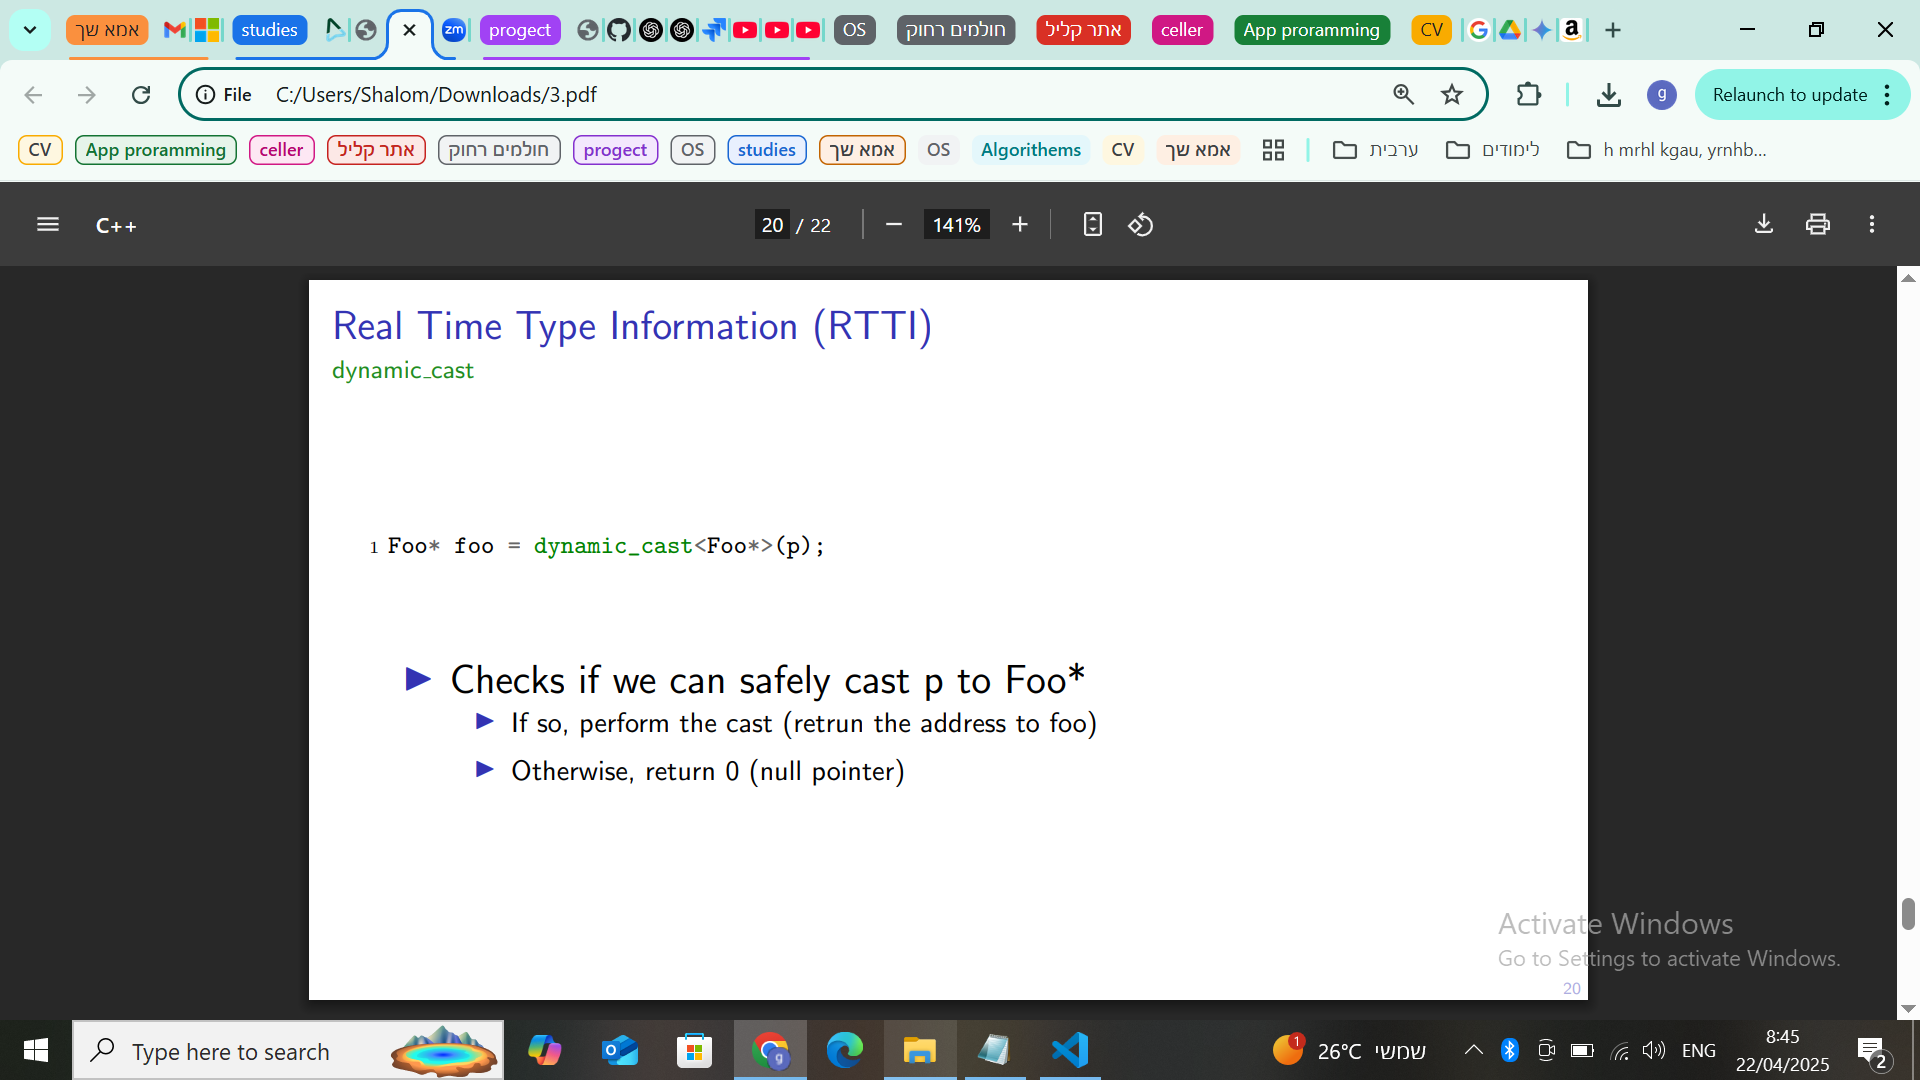 אמא שך
studies
zm
progect
OS
חולמים רחוק
אתר קליל
celler
App proramming
CV
File
C:/Users/Shalom/Downloads/3.pdf
g
Relaunch to update
CV
App proramming
celler
אתר קליל
חולמים רחוק
progect
OS
studies
אמא שך
OS
Algorithems
CV
אמא שך
ערבית
לימודים
h mrhl kgau, yrnhb...
C++
20 / 22
141%
Real Time Type Information (RTTI)
dynamic_cast
1 Foo* foo = dynamic_cast<Foo*>(p);
Checks if we can safely cast p to Foo*
If so, perform the cast (retrun the address to foo)
Otherwise, return 0 (null pointer)
Activate Windows
Go to Settings to activate Windows.
20
Type here to search
g
1
26°C שמשי
ENG
8:45
22/04/2025
2